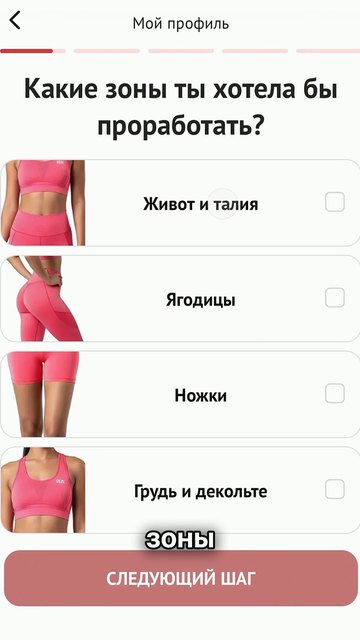 Мой профиль
Какие зоны ты хотела бы
проработать?
Живот и талия
Ягодицы
Ножки
Грудь и декольте
зоны
СЛЕДУЮЩИЙ ШАГ